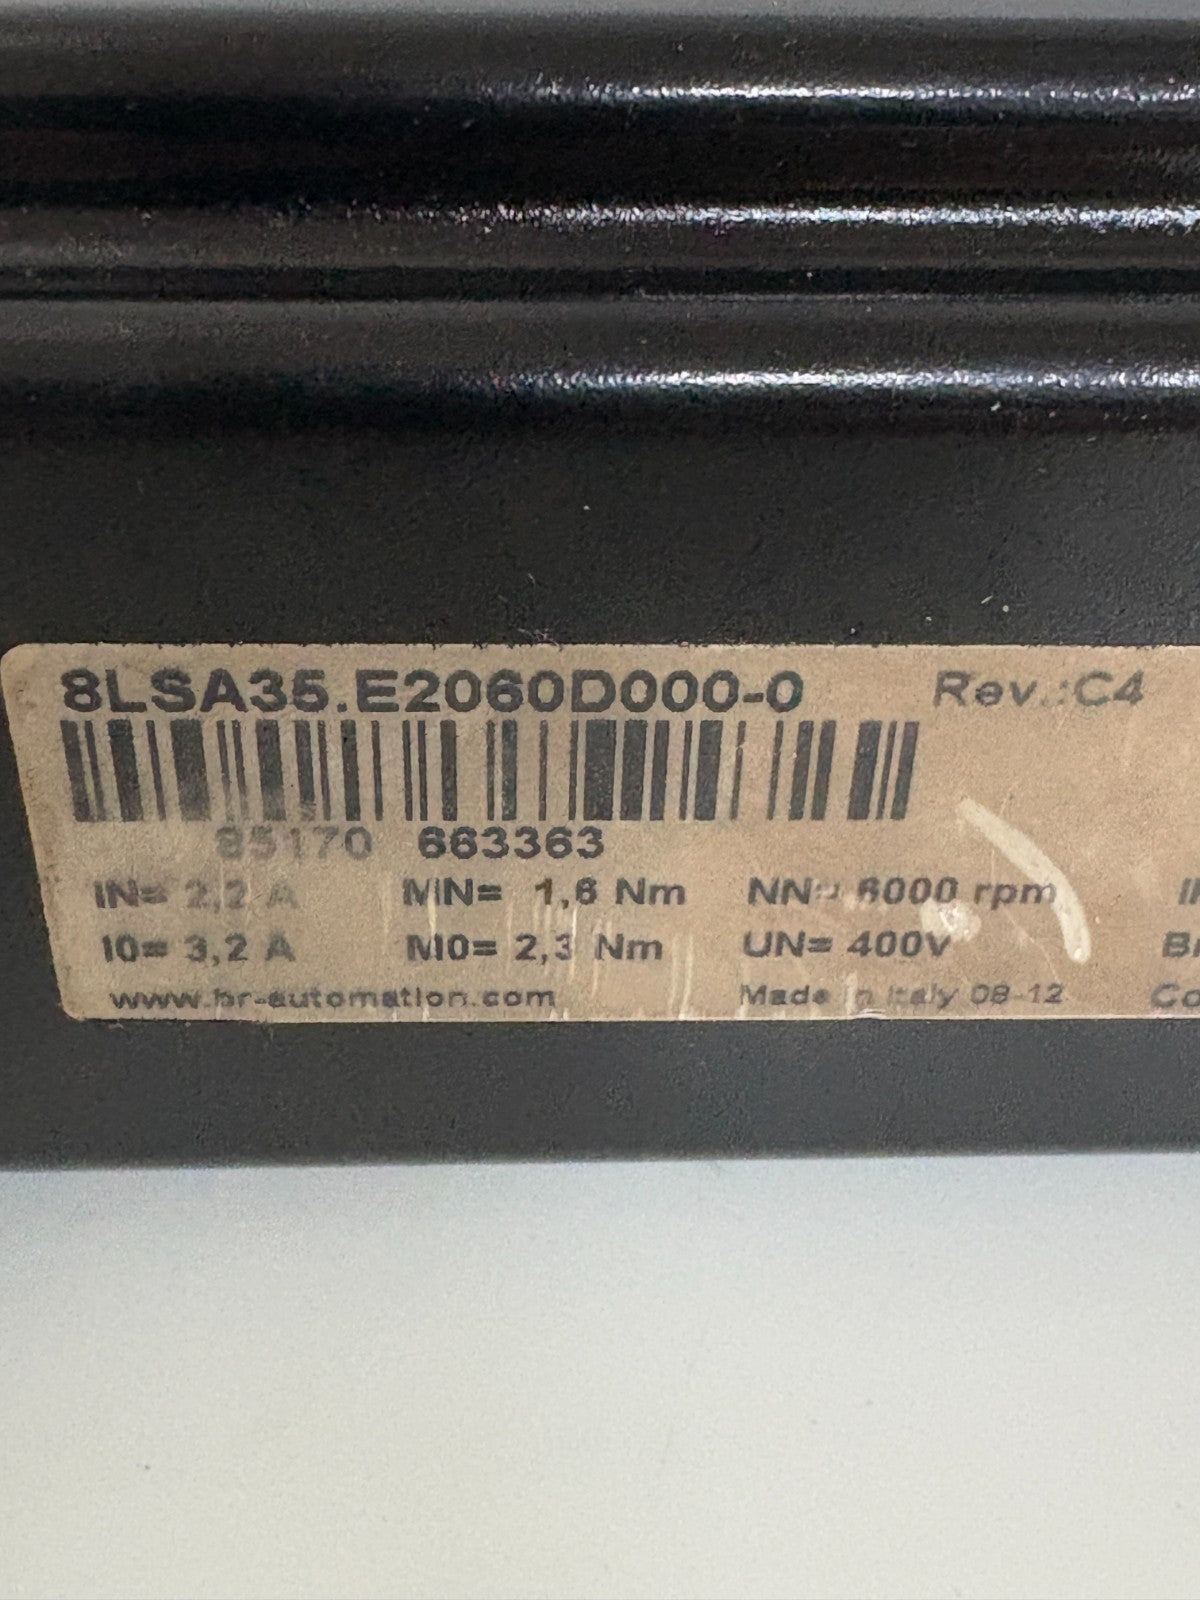 8LSA35.E2060D000-0 Rev.:C4
85170 663363
IN= 2,2 A MN= 1,6 Nm NN= 6000 rpm
I0= 3,2 A M0= 2,3 Nm UN= 400V
www.br-automation.com Made in Italy 08-12